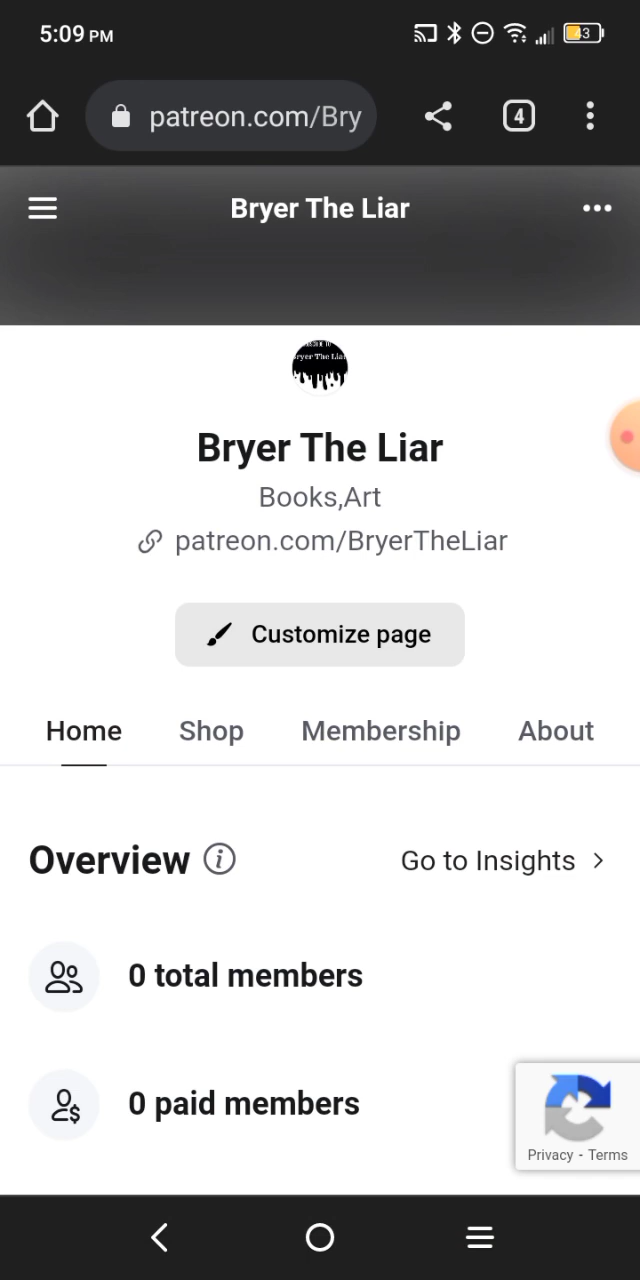 5:09 PM
43
patreon.com/Bry
4
Bryer The Liar
Bryer The Liar
Books,Art
patreon.com/BryerTheLiar
Customize page
Home Shop Membership About
Overview Go to Insights
0 total members
0 paid members
Privacy - Terms